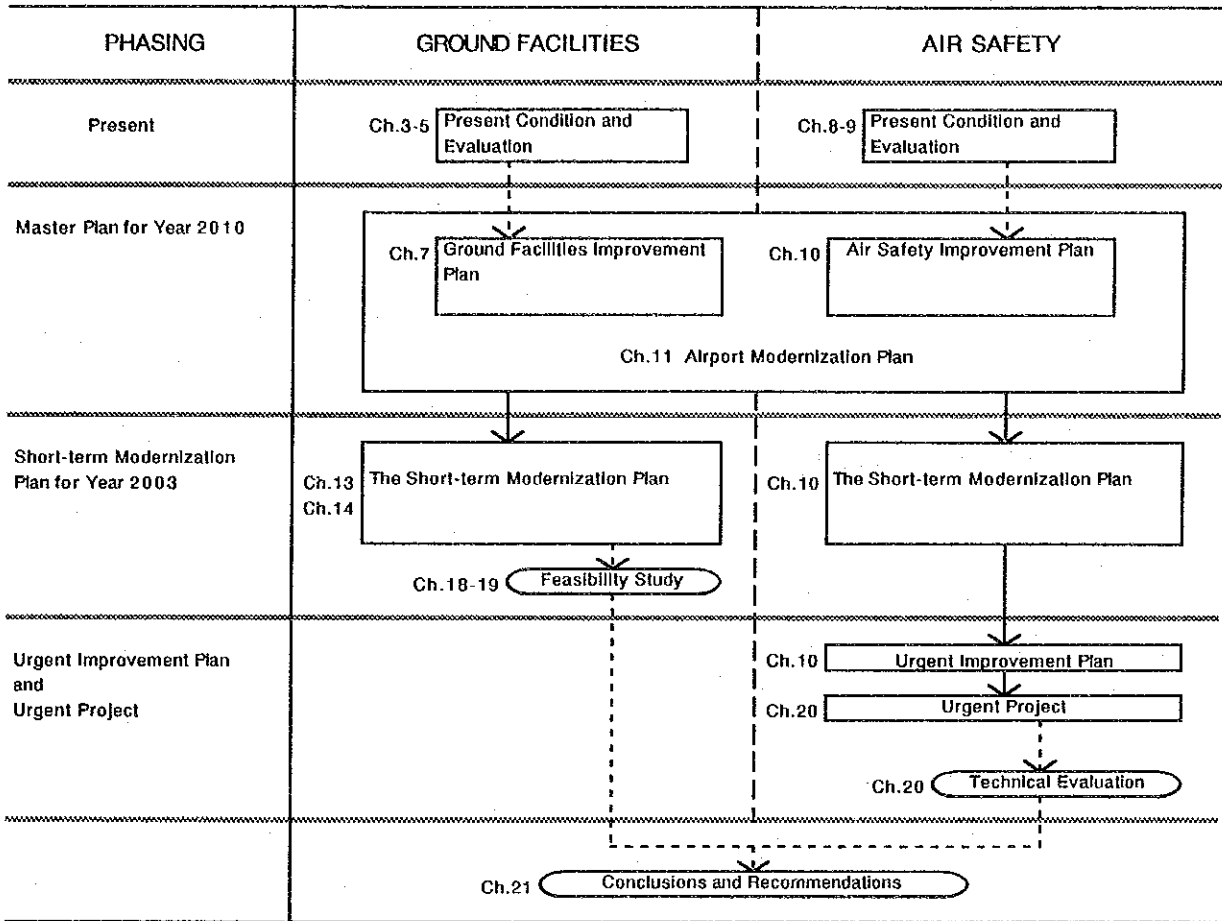 PHASING
GROUND FACILITIES
AIR SAFETY
Present
Ch.3-5
Present Condition and
Evaluation
Ch.8-9
Present Condition and
Evaluation
Master Plan for Year 2010
Ch.7
Ground Facilities Improvement
Plan
Ch.10
Air Safety Improvement Plan
Ch.11 Airport Modernization Plan
Short-term Modernization
Plan for Year 2003
Ch.13
Ch.14
The Short-term Modernization Plan
Ch.10
The Short-term Modernization Plan
Ch.18-19
Feasibility Study
Urgent Improvement Plan
and
Urgent Project
Ch.10
Urgent Improvement Plan
Ch.20
Urgent Project
Ch.20
Technical Evaluation
Ch.21
Conclusions and Recommendations